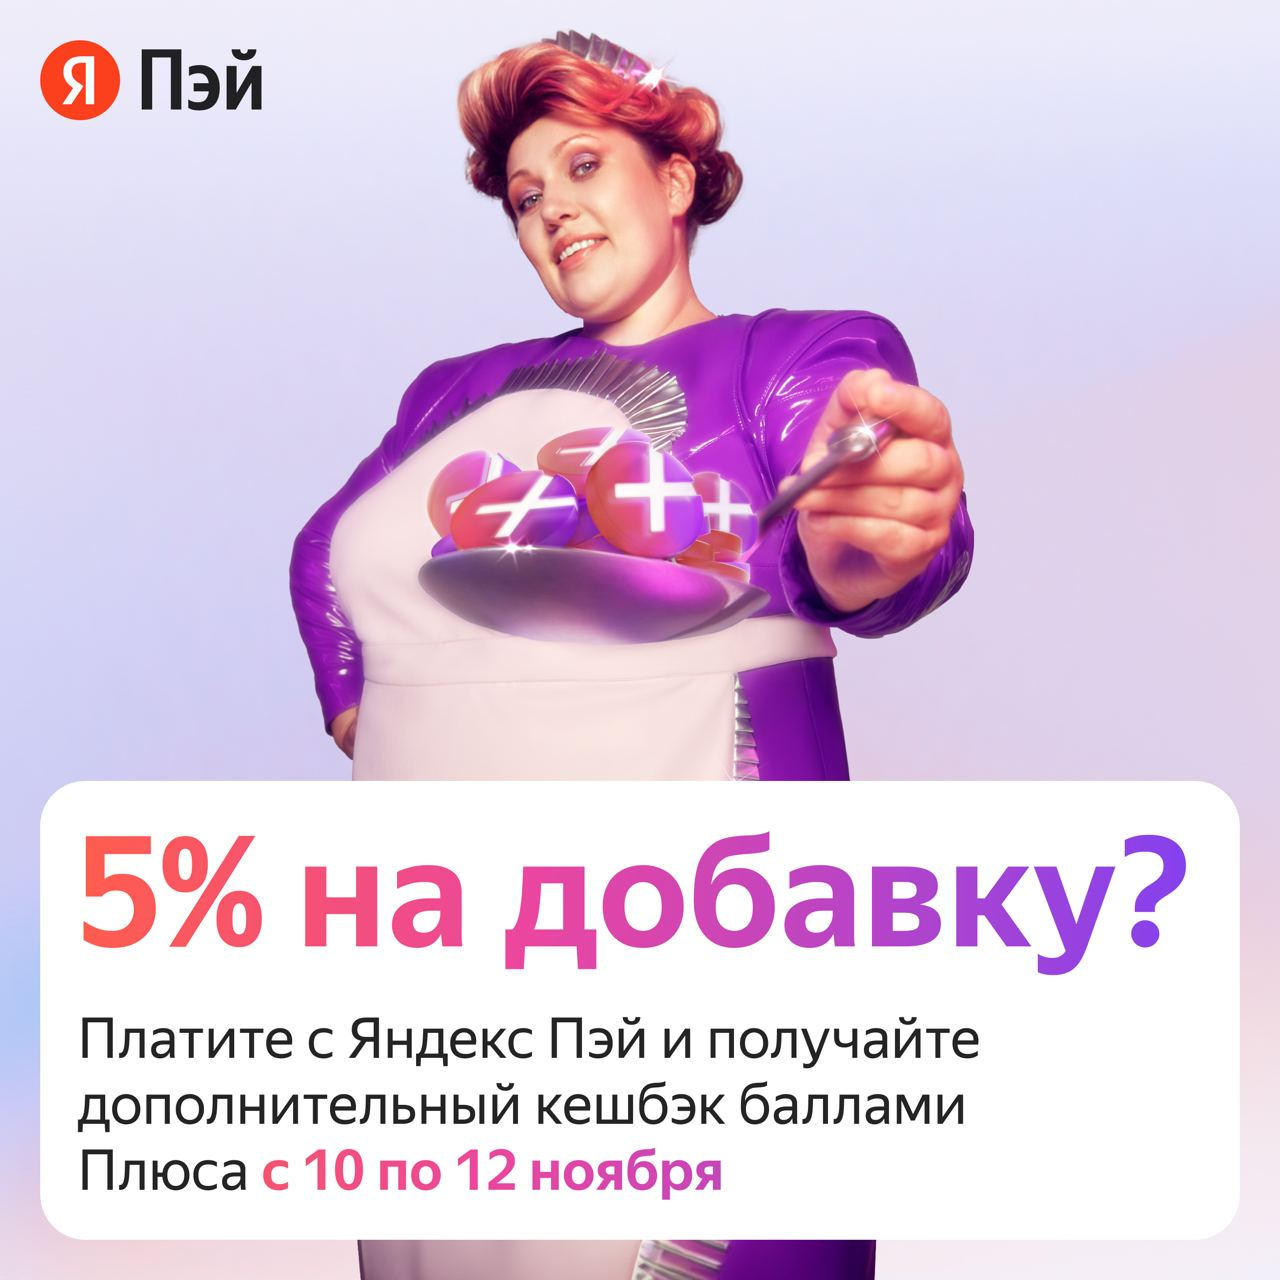 Я Пэй
5% на добавку?
Платите с Яндекс Пэй и получайте
дополнительный кешбэк баллами
Плюса с 10 по 12 ноября